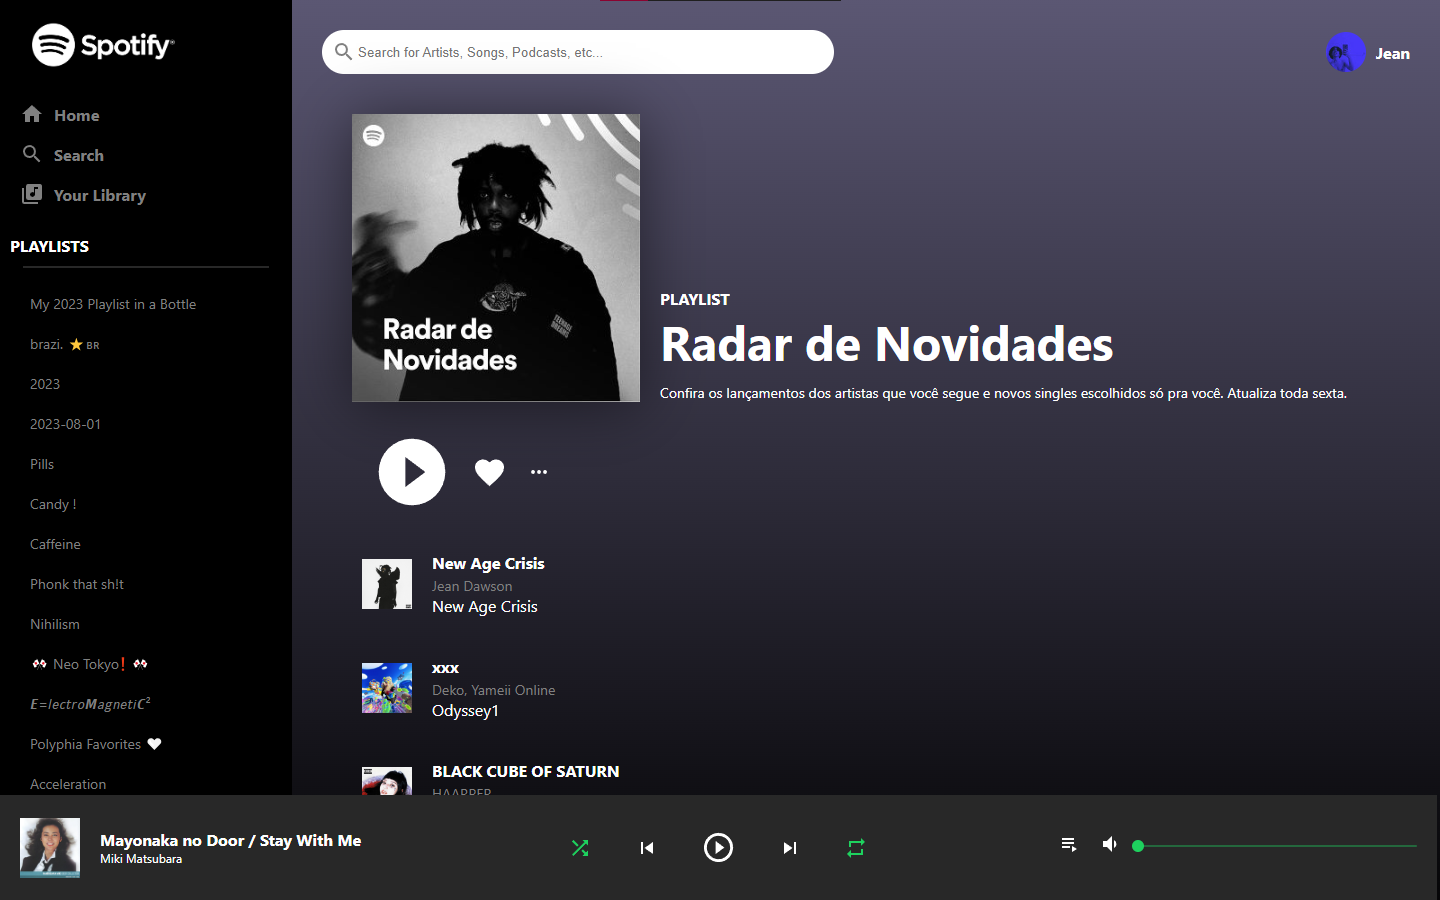 Spotify
Search for Artists, Songs, Podcasts, etc...
Jean
Home
Search
Your Library
PLAYLISTS
My 2023 Playlist in a Bottle
brazi. ⭐ BR
2023
2023-08-01
Pills
Candy !
Caffeine
Phonk that sh!t
Nihilism
🎌 Neo Tokyo❗ 🎌
𝙀=𝘭𝘦𝘤𝘵𝘳𝘰𝙈𝘢𝘨𝘯𝘦𝘵𝘪𝘾²
Polyphia Favorites 🤍
Acceleration
Radar de
Novidades
TEENAGE
DREAMS
PLAYLIST
Radar de Novidades
Confira os lançamentos dos artistas que você segue e novos singles escolhidos só pra você. Atualiza toda sexta.
New Age Crisis
Jean Dawson
New Age Crisis
xxx
Deko, Yameii Online
Odyssey1
BLACK CUBE OF SATURN
HAARPER
Mayonaka no Door / Stay With Me
Miki Matsubara